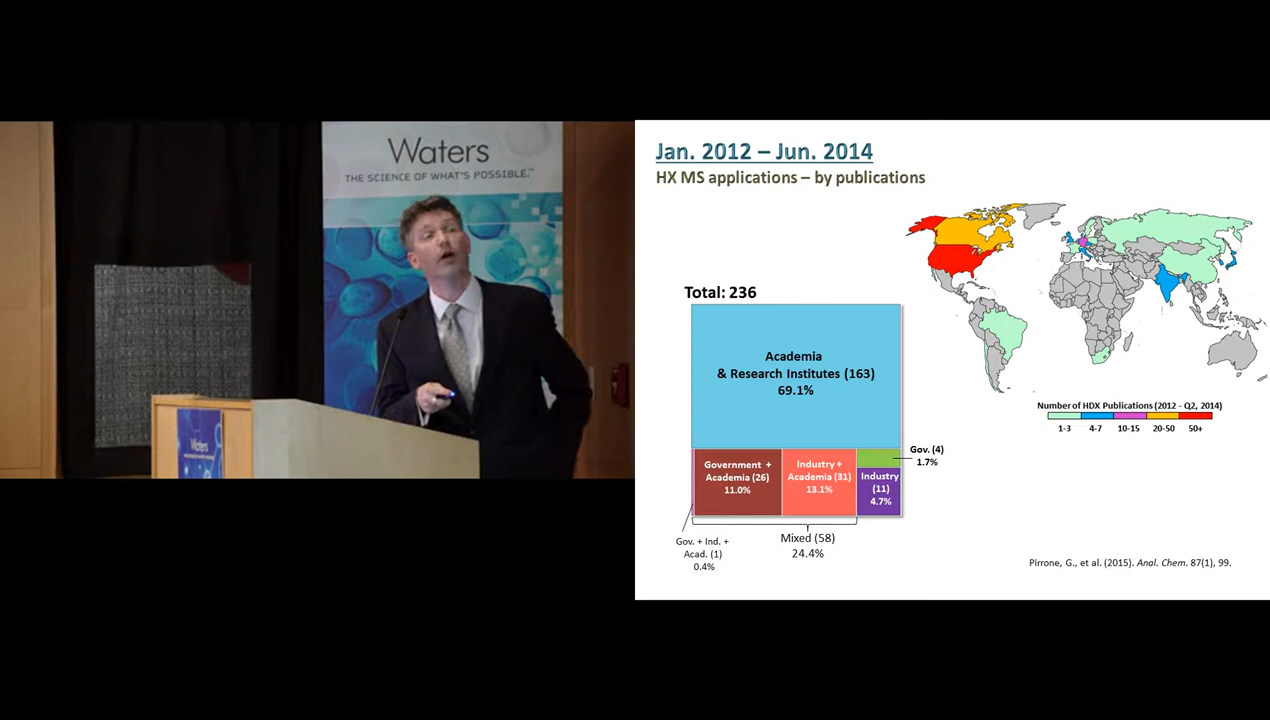 Waters
THE SCIENCE OF WHAT'S POSSIBLE.™
Waters
Jan. 2012 – Jun. 2014
HX MS applications – by publications
Total: 236
Academia
& Research Institutes (163)
69.1%
Government +
Academia (26)
11.0%
Industry +
Academia (31)
13.1%
Gov. (4)
1.7%
Industry
(11)
4.7%
Gov. + Ind. +
Acad. (1)
0.4%
Mixed (58)
24.4%
Number of HDX Publications (2012 - Q2, 2014)
1-3 4-7 10-15 20-50 50+
Pirrone, G., et al. (2015). Anal. Chem. 87(1), 99.